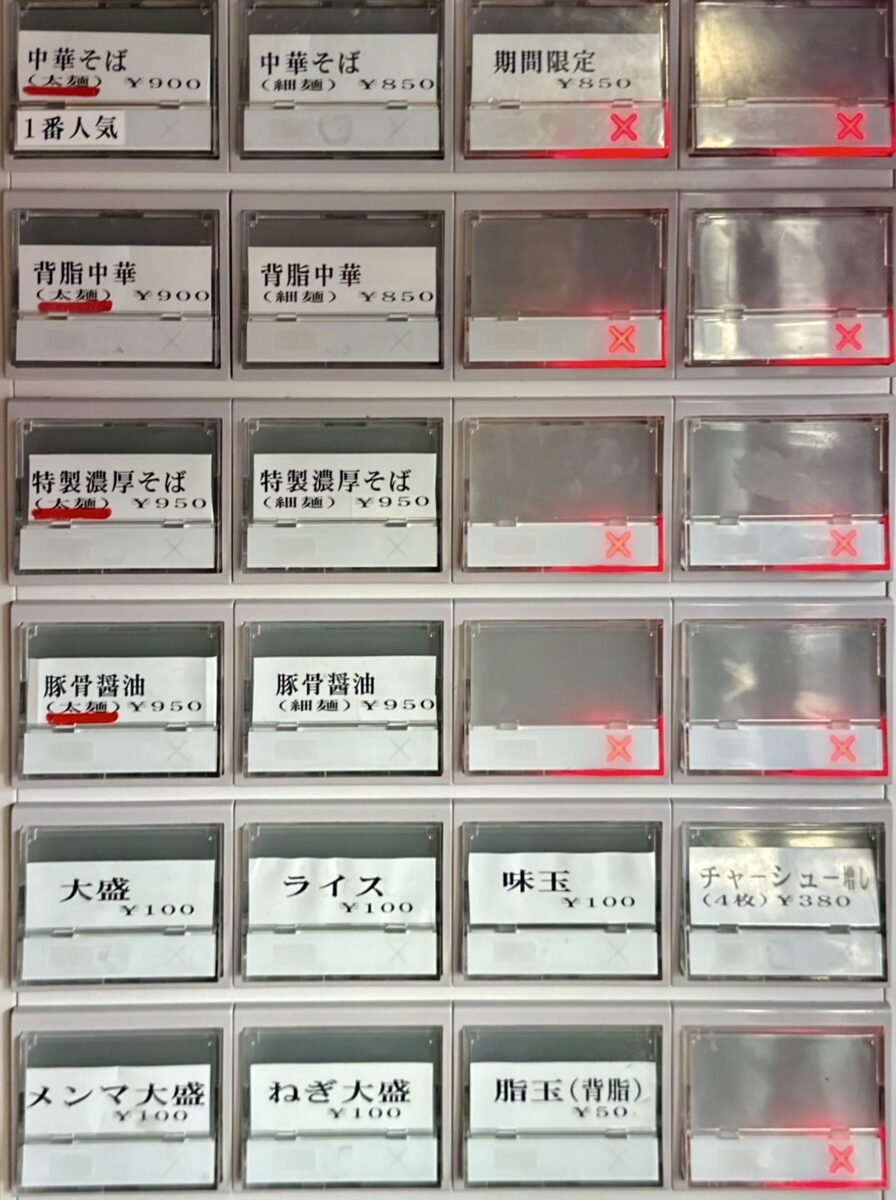 中華そば
(太麺) ¥900
1番人気
中華そば
(細麺) ¥850
期間限定
¥850
背脂中華
(太麺) ¥900
背脂中華
(細麺) ¥850
特製濃厚そば
(太麺) ¥950
特製濃厚そば
(細麺) ¥950
豚骨醤油
(太麺) ¥950
豚骨醤油
(細麺) ¥950
大盛
¥100
ライス
¥100
味玉
¥100
チャーシュー増し
(4枚) ¥380
メンマ大盛
¥100
ねぎ大盛
¥100
脂玉(背脂)
¥50